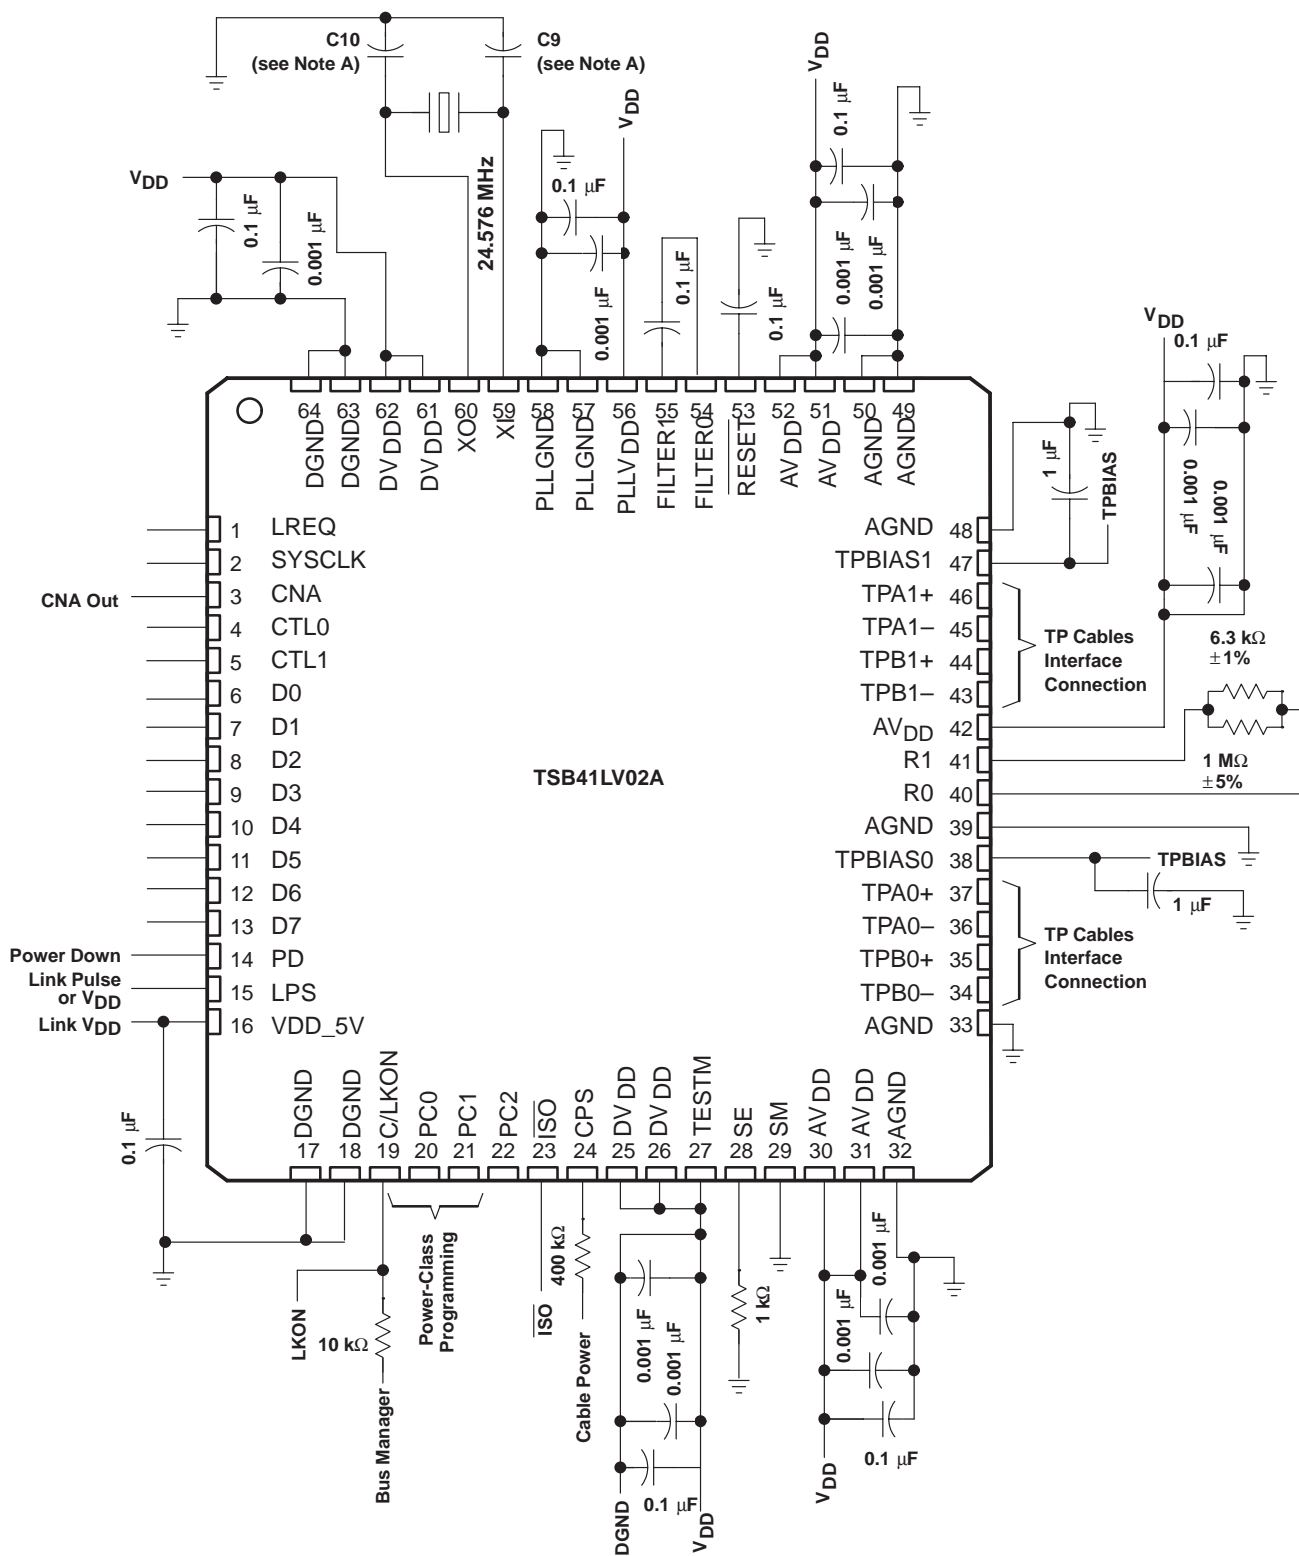 C10
(see Note A)
C9
(see Note A)
24.576 MHz
VDD
0.1 μF
0.001 μF
VDD
0.1 μF
0.001 μF
0.1 μF
0.1 μF
VDD
0.1 μF
0.001 μF
0.001 μF
VDD
0.1 μF
0.001 μF
0.001 μF
1 μF
TPBIAS
64 63 62 61 60 59 58 57 56 55 54 53 52 51 50 49
DGND
DGND
DVDD
DVDD
XO
XI
PLLGND
PLLGND
PLLVDD
FILTER1
FILTER0
RESET
AVDD
AVDD
AGND
AGND
1 LREQ
2 SYSCLK
CNA Out 3 CNA
4 CTL0
5 CTL1
6 D0
7 D1
8 D2
9 D3
10 D4
11 D5
12 D6
13 D7
Power Down 14 PD
Link Pulse
or VDD 15 LPS
Link VDD 16 VDD_5V
TSB41LV02A
AGND 48
TPBIAS1 47
TPA1+ 46
TPA1– 45
TPB1+ 44
TPB1– 43
AVDD 42
R1 41
R0 40
AGND 39
TPBIAS0 38
TPA0+ 37
TPA0– 36
TPB0+ 35
TPB0– 34
AGND 33
TP Cables
Interface
Connection
6.3 kΩ
±1%
1 MΩ
±5%
TPBIAS
1 μF
TP Cables
Interface
Connection
DGND
DGND
C/LKON
PC0
PC1
PC2
ISO
CPS
DVDD
DVDD
TESTM
SE
SM
AVDD
AVDD
AGND
17 18 19 20 21 22 23 24 25 26 27 28 29 30 31 32
0.1 μF
LKON
10 kΩ
Bus Manager
Power-Class
Programming
ISO
400 kΩ
Cable Power
0.001 μF
0.001 μF
0.1 μF
DGND
VDD
1 kΩ
0.001 μF
0.001 μF
0.1 μF
VDD